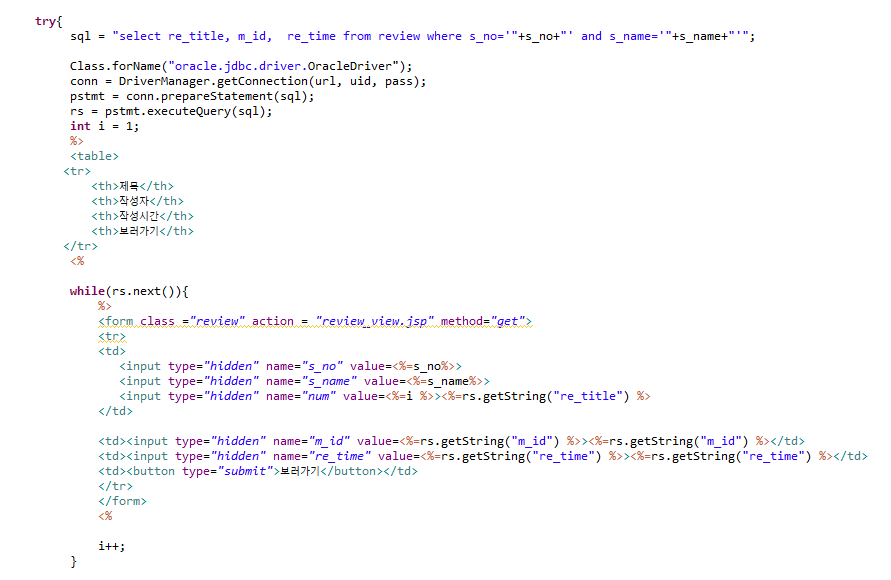 try{
sql = "select re_title, m_id,  re_time from review where s_no='"+s_no+"' and s_name='"+s_name+"'";
Class.forName("oracle.jdbc.driver.OracleDriver");
conn = DriverManager.getConnection(url, uid, pass);
pstmt = conn.prepareStatement(sql);
rs = pstmt.executeQuery(sql);
int i = 1;
%>
<table>
<tr>
<th>제목</th>
<th>작성자</th>
<th>작성시간</th>
<th>보러가기</th>
</tr>
<%
while(rs.next()){
%>
<form class ="review" action = "review_view.jsp" method="get">
<tr>
<td>
<input type="hidden" name="s_no" value=<%=s_no%>>
<input type="hidden" name="s_name" value=<%=s_name%>>
<input type="hidden" name="num" value=<%=i %>><%=rs.getString("re_title") %>
</td>
<td><input type="hidden" name="m_id" value=<%=rs.getString("m_id") %>><%=rs.getString("m_id") %></td>
<td><input type="hidden" name="re_time" value=<%=rs.getString("re_time") %>><%=rs.getString("re_time") %></td>
<td><button type="submit">보러가기</button></td>
</tr>
</form>
<%
i++;
}